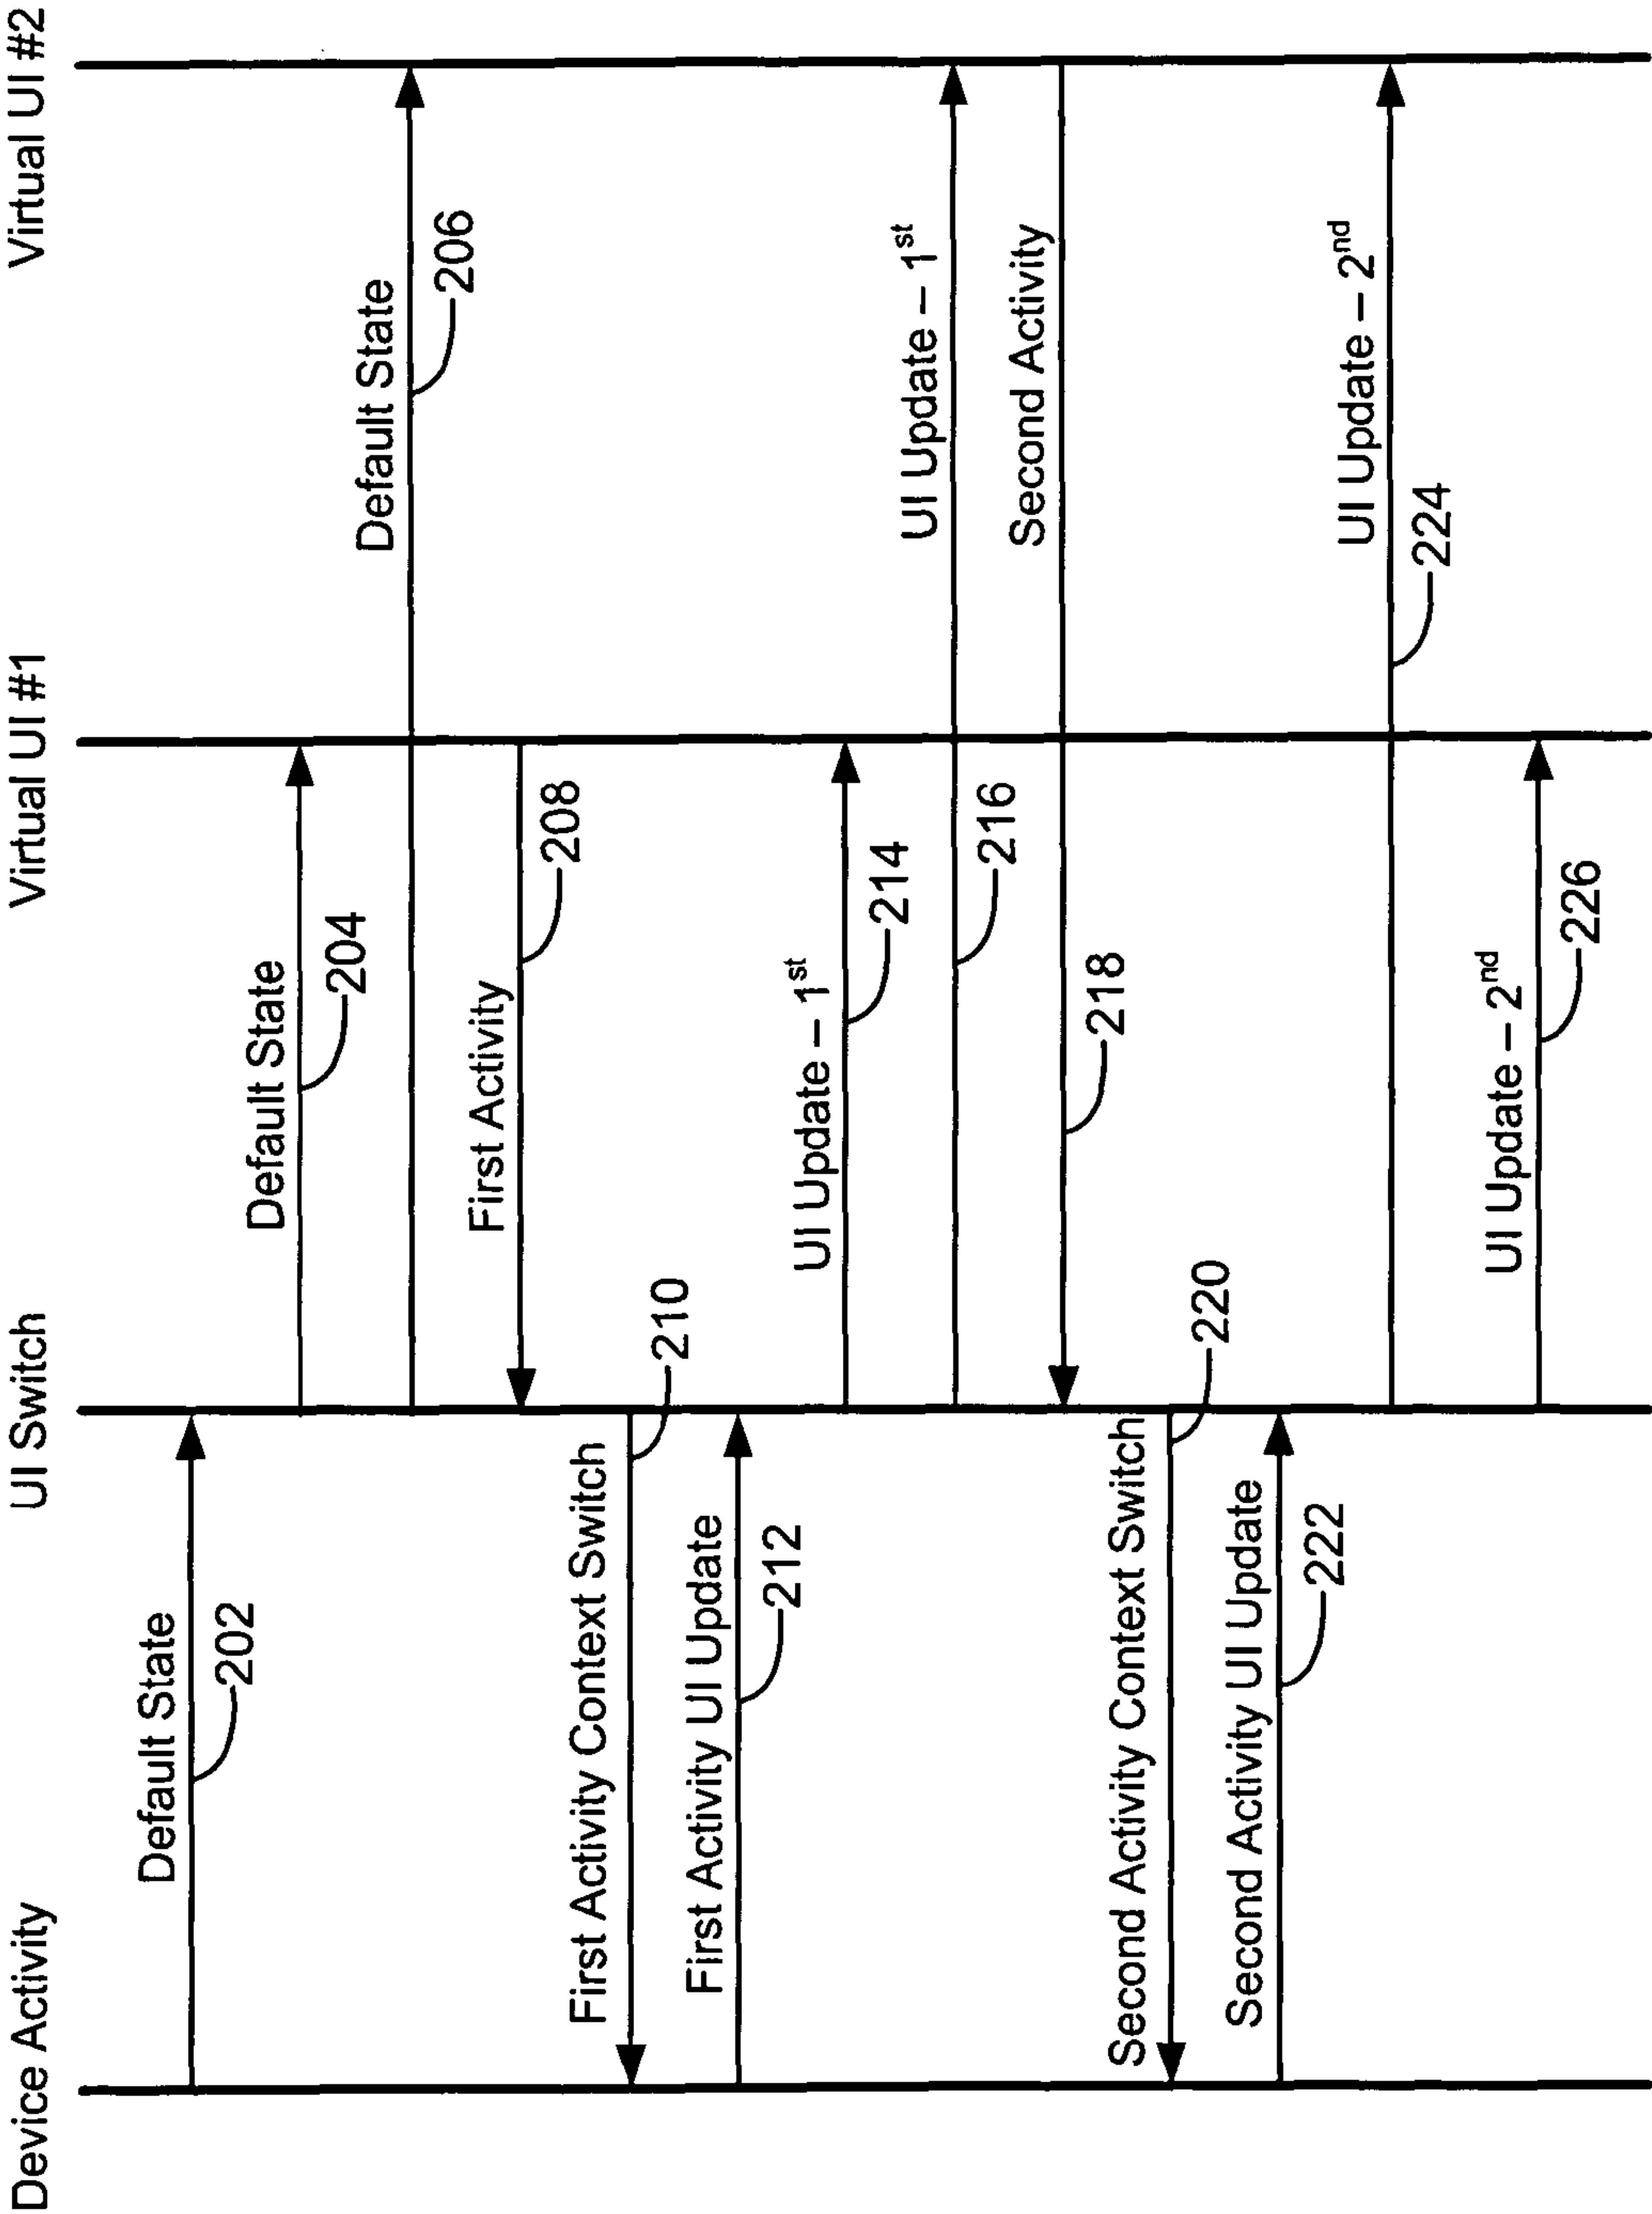 Device Activity
UI Switch
Virtual UI #1
Virtual UI #2
Default State
202
Default State
204
Default State
206
First Activity
208
First Activity Context Switch
210
First Activity UI Update
212
UI Update – 1st
214
UI Update – 1st
216
Second Activity
218
Second Activity Context Switch
220
Second Activity UI Update
222
UI Update – 2nd
224
UI Update – 2nd
226